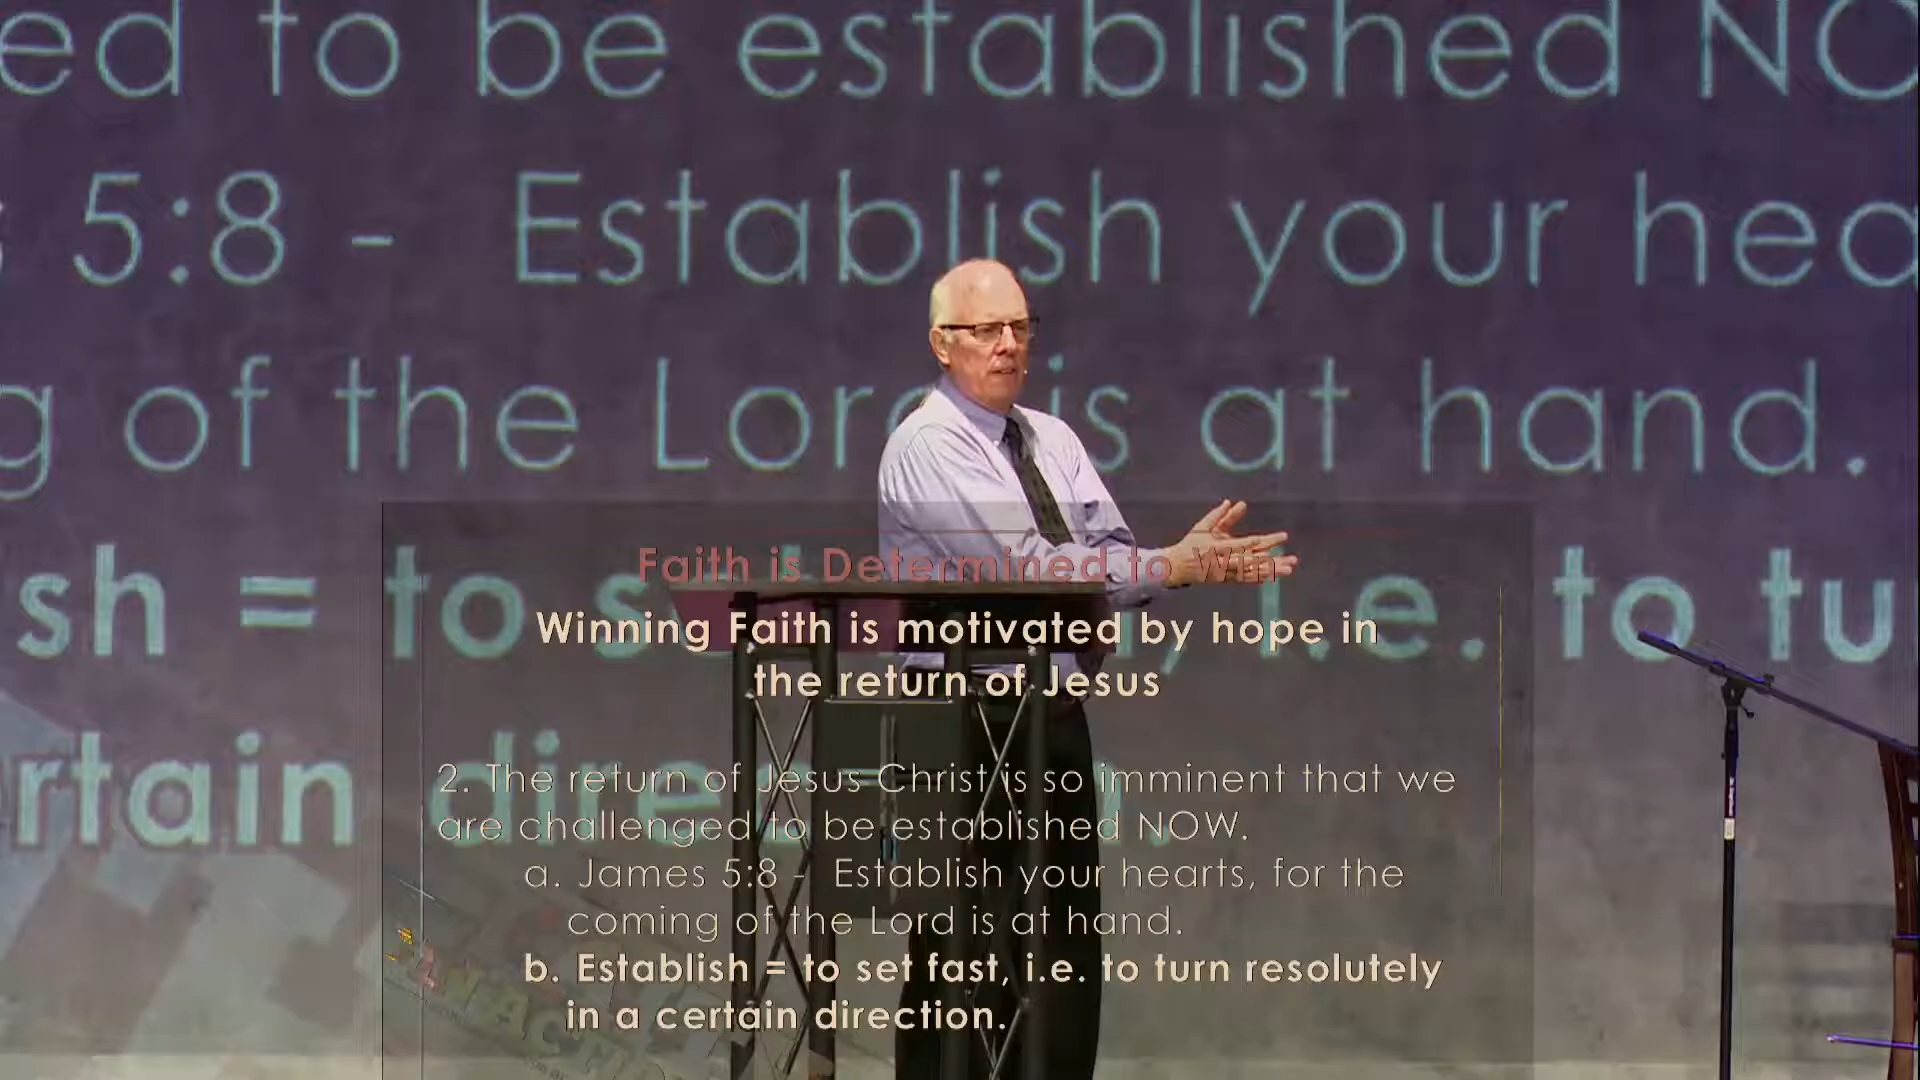 ed to be established NO
5:8 - Establish your hea
g of the Lord is at hand.
sh = to s , i.e. to tu
rtain direc .
Faith is Determined to Win
Winning Faith is motivated by hope in
the return of Jesus
2. The return of Jesus Christ is so imminent that we
are challenged to be established NOW.
a. James 5:8 - Establish your hearts, for the
coming of the Lord is at hand.
b. Establish = to set fast, i.e. to turn resolutely
in a certain direction.